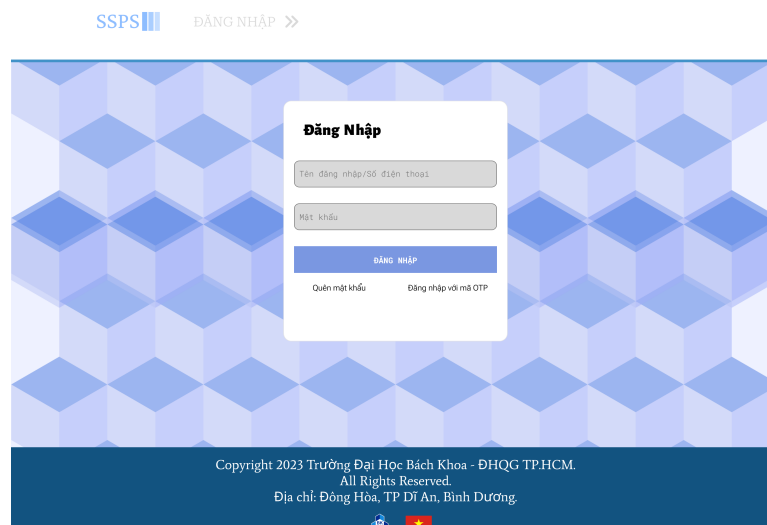 SSPS
ĐĂNG NHẬP
Đăng Nhập
Tên đăng nhập/Số điện thoại
Mật khẩu
ĐĂNG NHẬP
Quên mật khẩu
Đăng nhập với mã OTP
Copyright 2023 Trường Đại Học Bách Khoa - ĐHQG TP.HCM.
All Rights Reserved.
Địa chỉ: Đông Hòa, TP Dĩ An, Bình Dương.